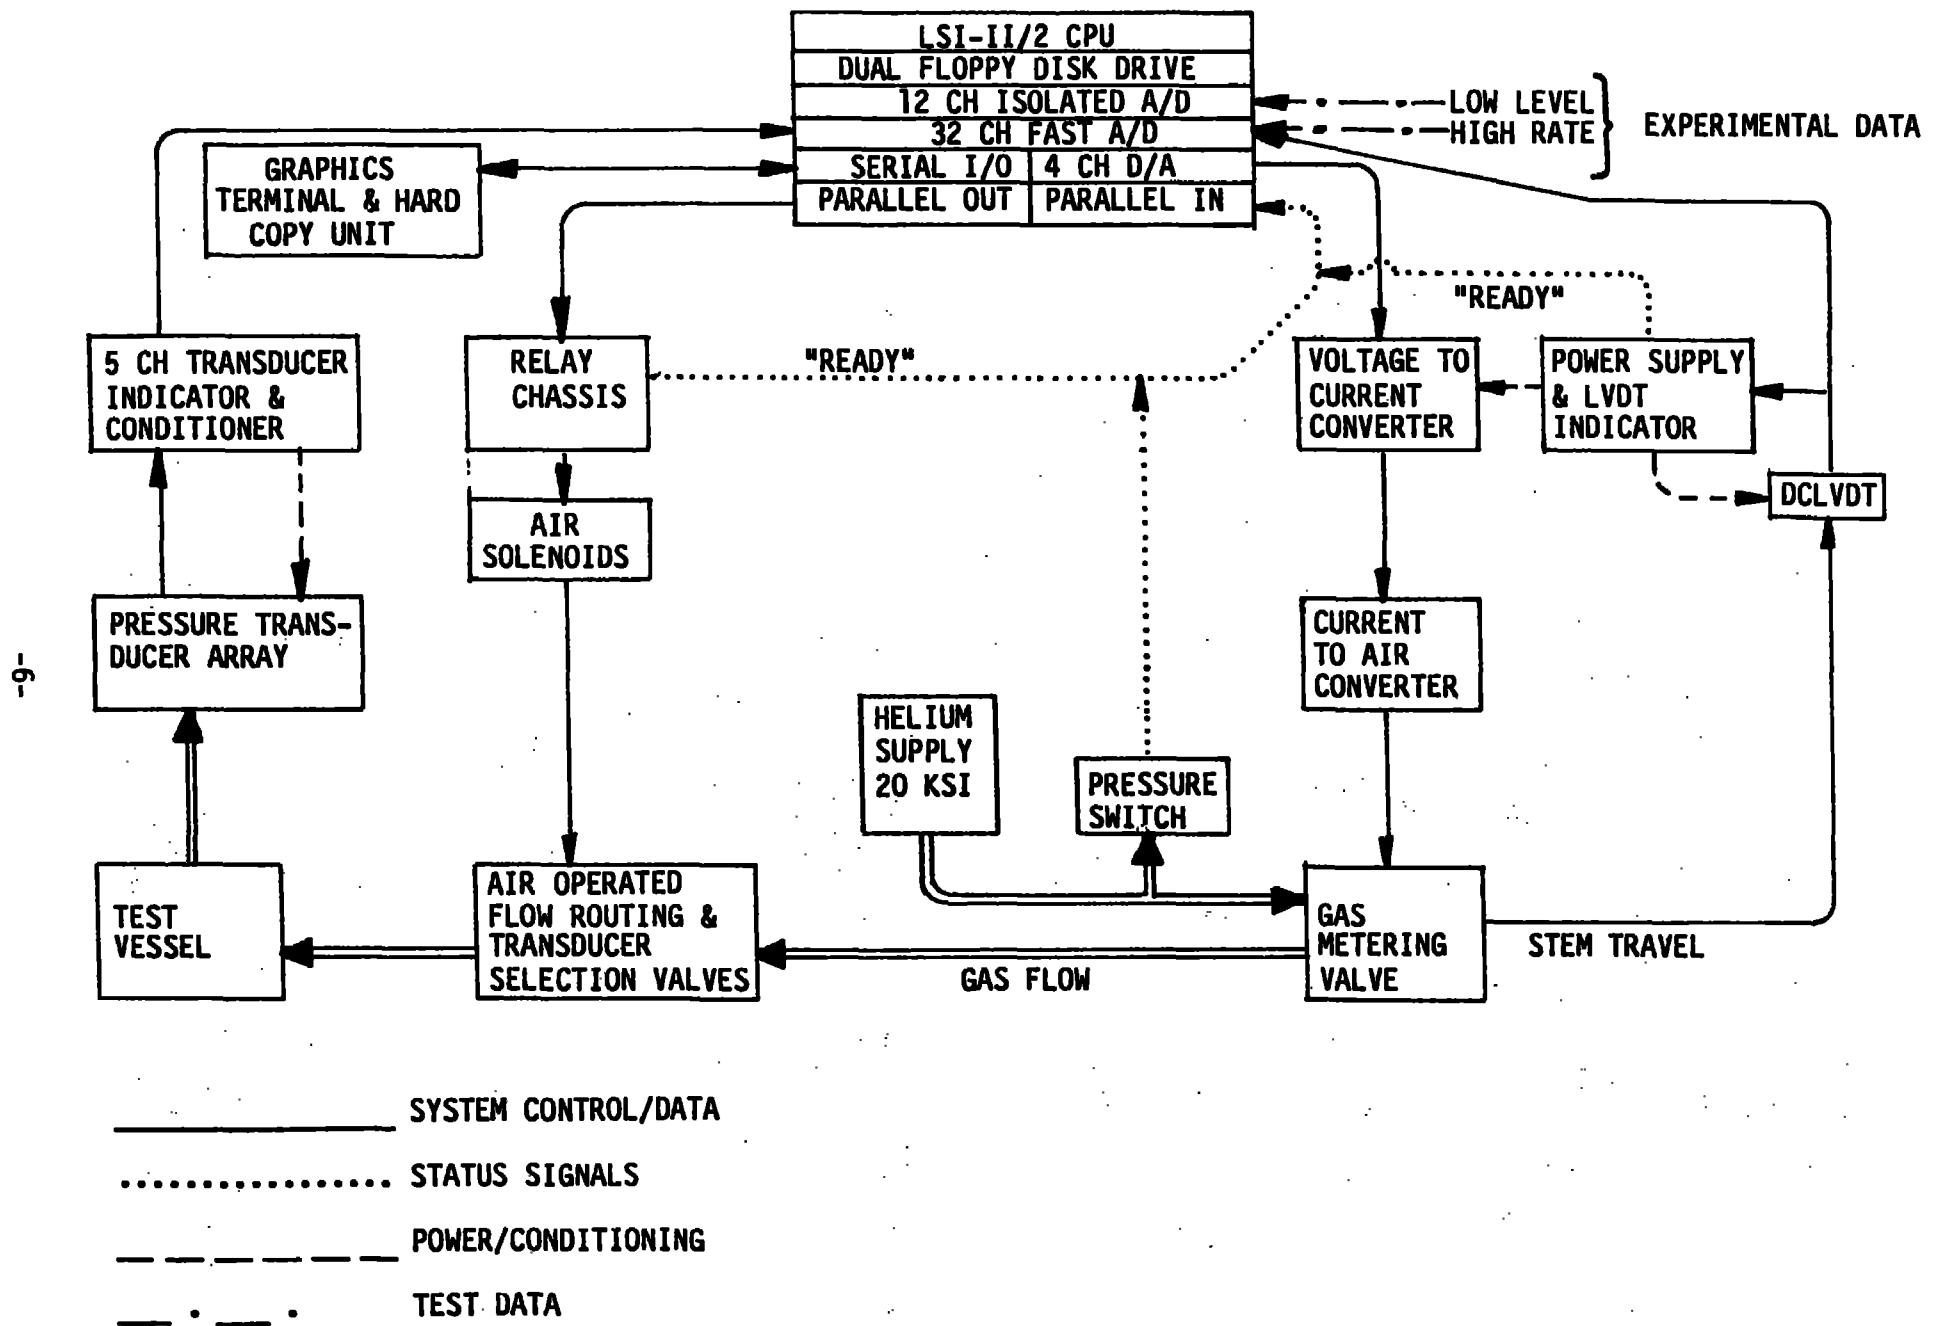 LSI-II/2 CPU
DUAL FLOPPY DISK DRIVE
12 CH ISOLATED A/D
32 CH FAST A/D
SERIAL I/O
4 CH D/A
PARALLEL OUT
PARALLEL IN
LOW LEVEL
HIGH RATE
EXPERIMENTAL DATA
GRAPHICS
TERMINAL & HARD
COPY UNIT
"READY"
5 CH TRANSDUCER
INDICATOR &
CONDITIONER
RELAY
CHASSIS
"READY"
VOLTAGE TO
CURRENT
CONVERTER
POWER SUPPLY
& LVDT
INDICATOR
DCLVDT
AIR
SOLENOIDS
PRESSURE TRANS-
DUCER ARRAY
CURRENT
TO AIR
CONVERTER
-6-
HELIUM
SUPPLY
20 KSI
PRESSURE
SWITCH
TEST
VESSEL
AIR OPERATED
FLOW ROUTING &
TRANSDUCER
SELECTION VALVES
GAS FLOW
GAS
METERING
VALVE
STEM TRAVEL
SYSTEM CONTROL/DATA
STATUS SIGNALS
POWER/CONDITIONING
TEST DATA